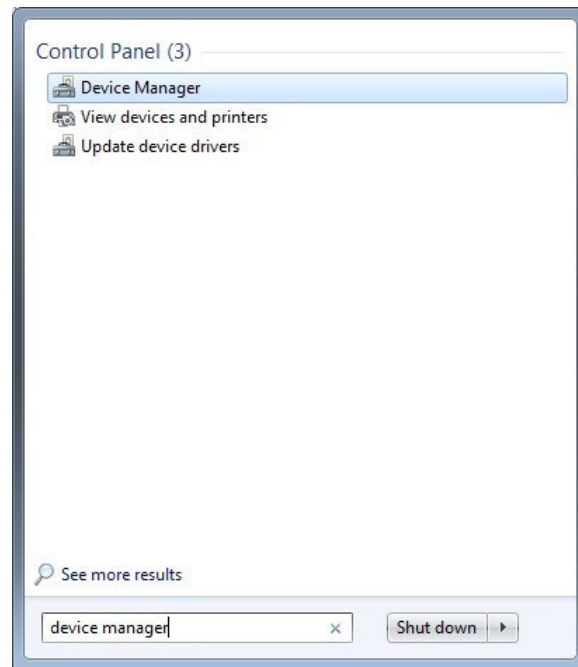 Control Panel (3)
Device Manager
View devices and printers
Update device drivers
See more results
device manager
Shut down